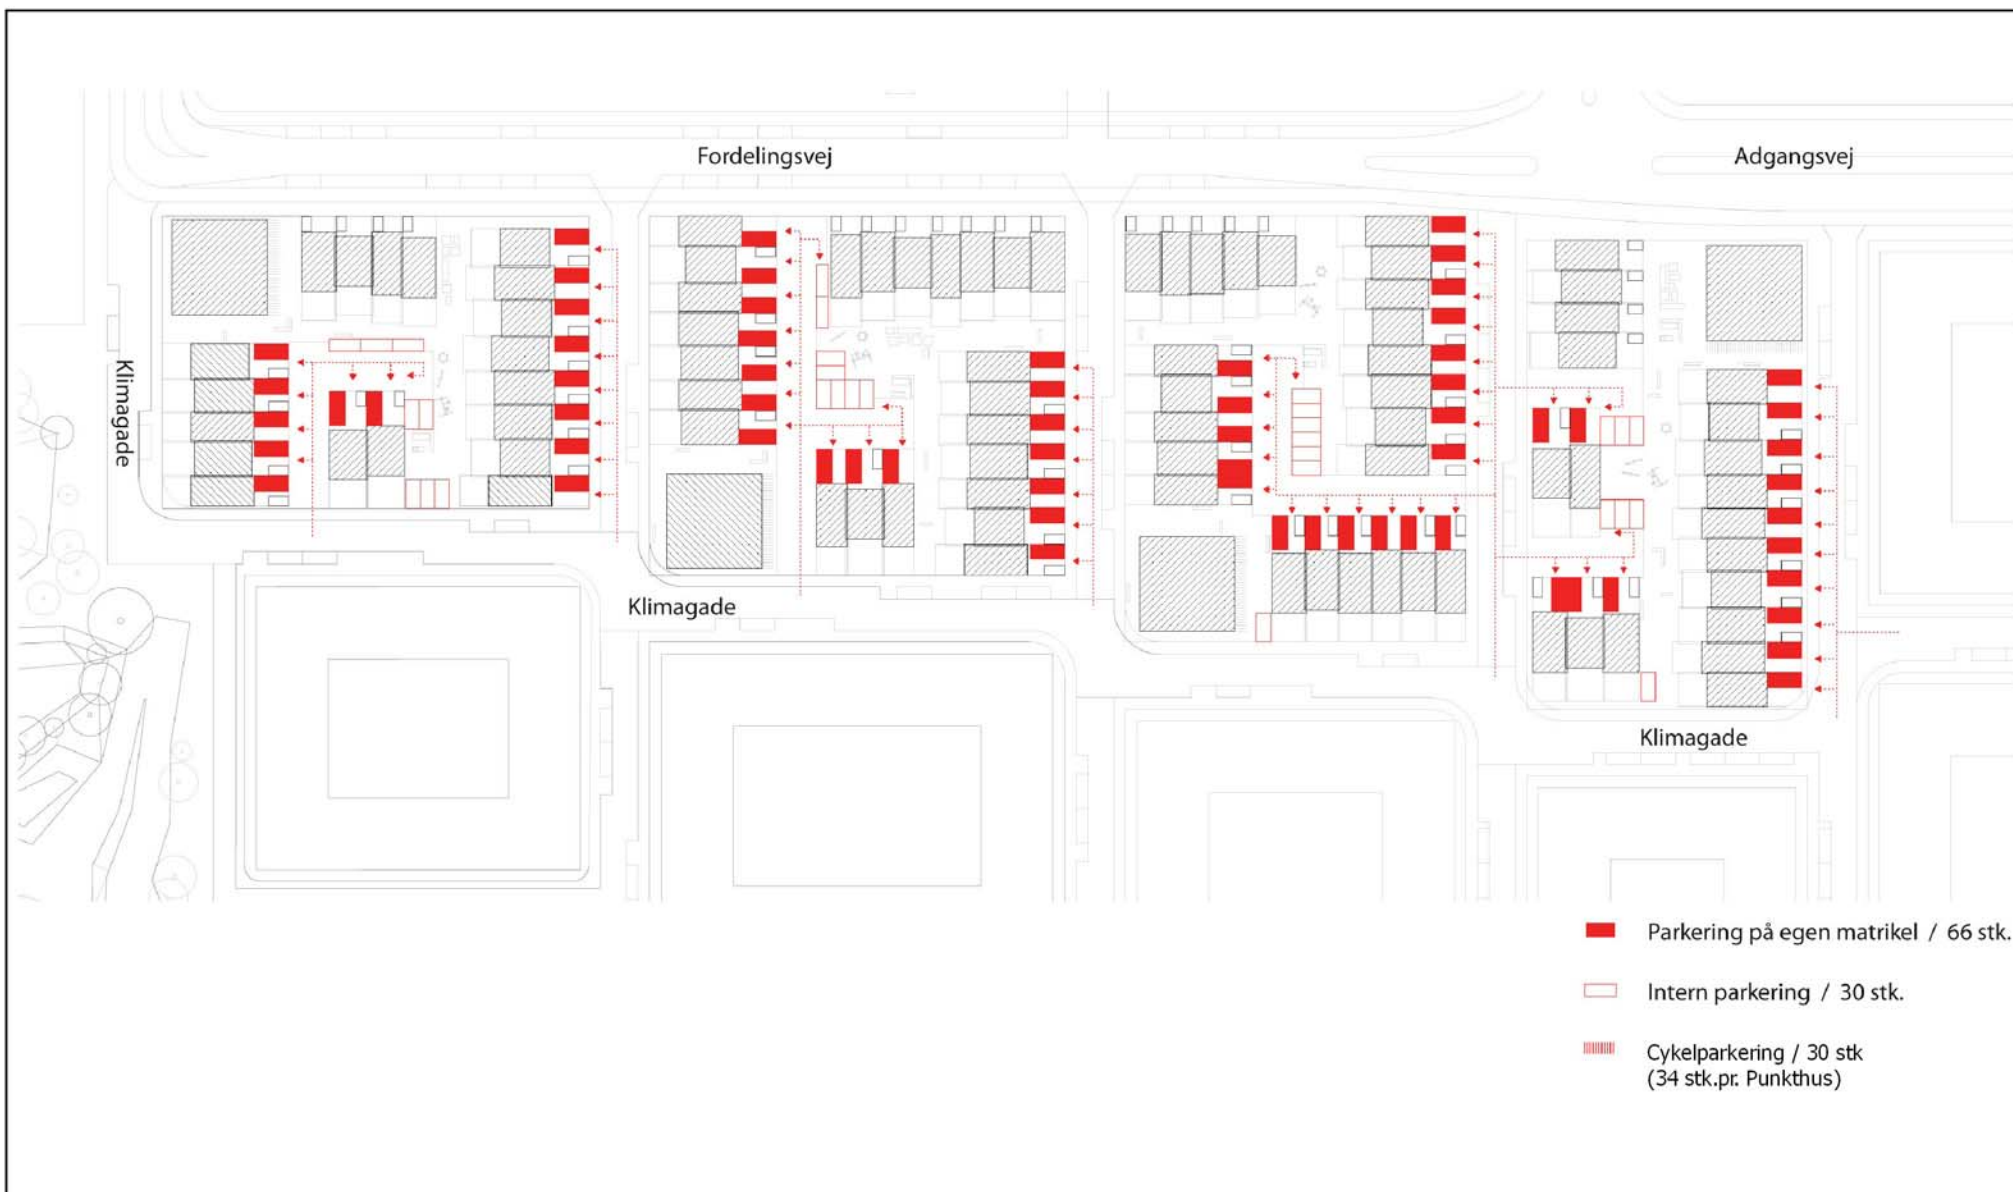 Fordelingsvej
Adgangsvej
Klimagade
Klimagade
Klimagade
Parkering på egen matrikel / 66 stk.
Intern parkering / 30 stk.
Cykelparkering / 30 stk
(34 stk.pr. Punkthus)